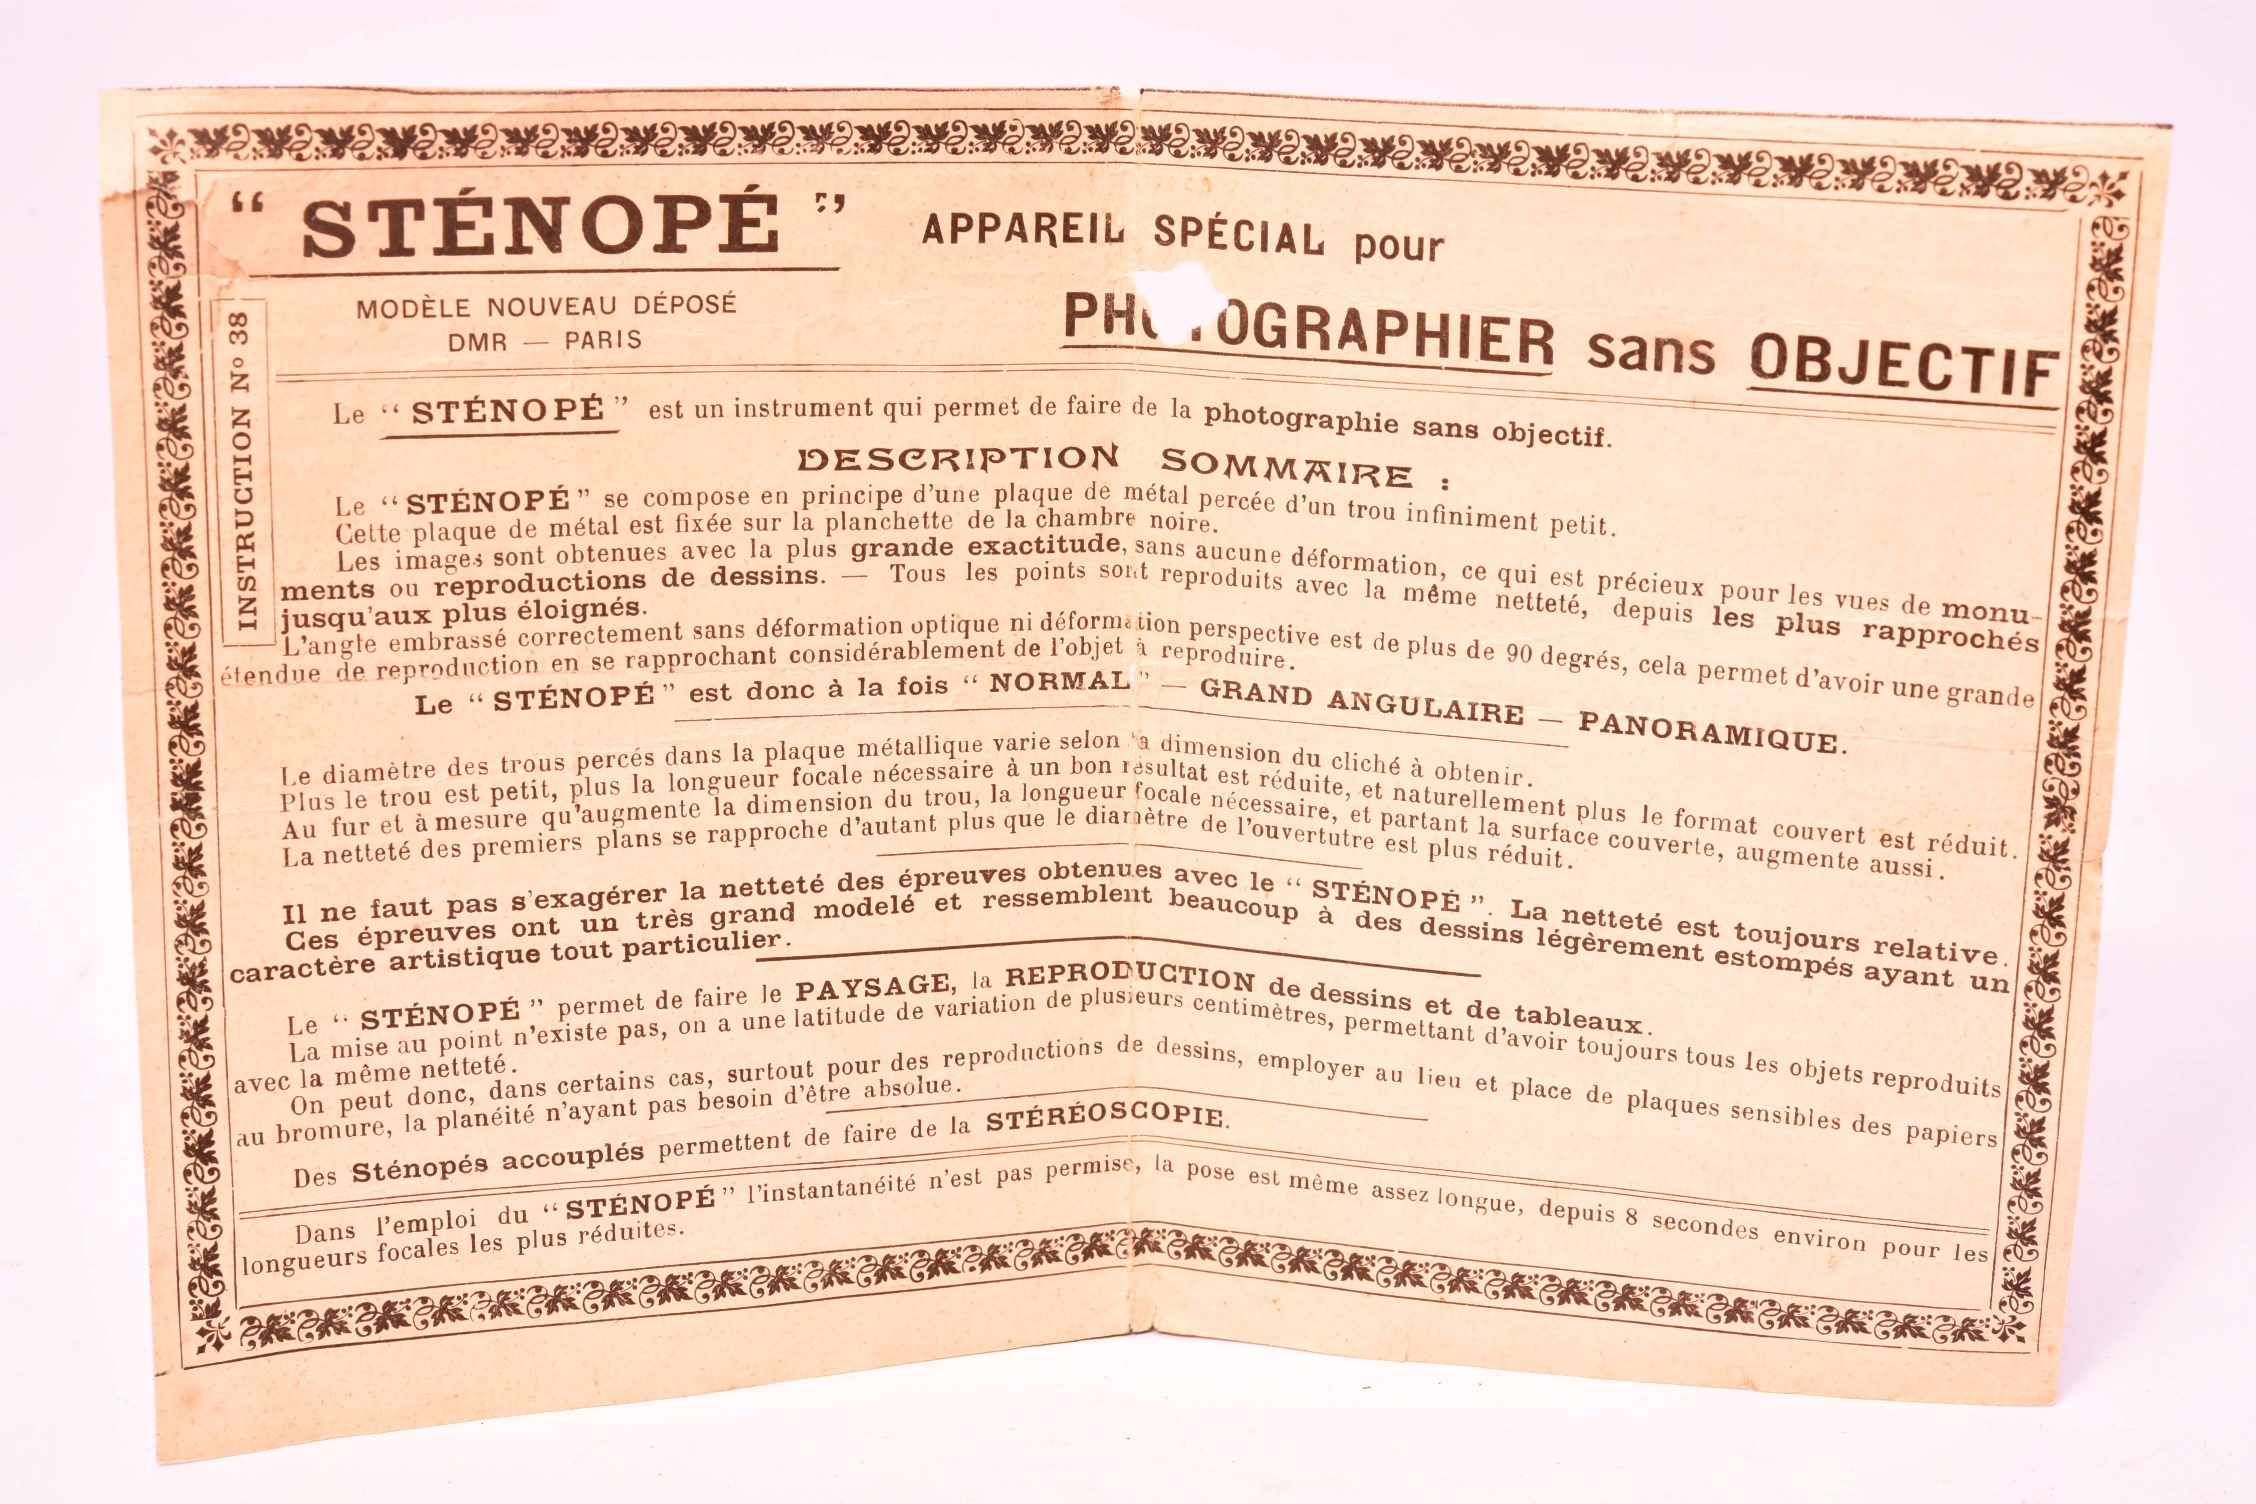 “ STÉNOPÉ ” APPAREIL SPÉCIAL pour
PHOTOGRAPHIER sans OBJECTIF
MODÈLE NOUVEAU DÉPOSÉ
DMR — PARIS
INSTRUCTION Nº 38
Le “ STÉNOPÉ ” est un instrument qui permet de faire de la photographie sans objectif.
DESCRIPTION SOMMAIRE :
Le “ STÉNOPÉ ” se compose en principe d'une plaque de métal percée d'un trou infiniment petit.
Cette plaque de métal est fixée sur la planchette de la chambre noire.
Les images sont obtenues avec la plus grande exactitude, sans aucune déformation, ce qui est précieux pour les vues de monu-
ments ou reproductions de dessins. — Tous les points sont reproduits avec la même netteté, depuis les plus rapprochés
jusqu'aux plus éloignés.
L'angle embrassé correctement sans déformation optique ni déformation perspective est de plus de 90 degrés, cela permet d'avoir une grande
étendue de reproduction en se rapprochant considérablement de l'objet à reproduire.
Le “ STÉNOPÉ ” est donc à la fois “ NORMAL ” — GRAND ANGULAIRE — PANORAMIQUE.
Le diamètre des trous percés dans la plaque métallique varie selon la dimension du cliché à obtenir.
Plus le trou est petit, plus la longueur focale nécessaire à un bon résultat est réduite, et naturellement plus le format couvert est réduit.
Au fur et à mesure qu'augmente la dimension du trou, la longueur focale nécessaire, et partant la surface couverte, augmente aussi.
La netteté des premiers plans se rapproche d'autant plus que le diamètre de l'ouvertutre est plus réduit.
Il ne faut pas s'exagérer la netteté des épreuves obtenues avec le “ STÉNOPÉ ”. La netteté est toujours relative.
Ces épreuves ont un très grand modelé et ressemblent beaucoup à des dessins légèrement estompés ayant un
caractère artistique tout particulier.
Le “ STÉNOPÉ ” permet de faire le PAYSAGE, la REPRODUCTION de dessins et de tableaux.
La mise au point n'existe pas, on a une latitude de variation de plusieurs centimètres, permettant d'avoir toujours tous les objets reproduits
avec la même netteté.
On peut donc, dans certains cas, surtout pour des reproductions de dessins, employer au lieu et place de plaques sensibles des papiers
au bromure, la planéité n'ayant pas besoin d'être absolue.
Des Sténopés accouplés permettent de faire de la STÉRÉOSCOPIE.
Dans l'emploi du “ STÉNOPÉ ” l'instantanéité n'est pas permise, la pose est même assez longue, depuis 8 secondes environ pour les
longueurs focales les plus réduites.